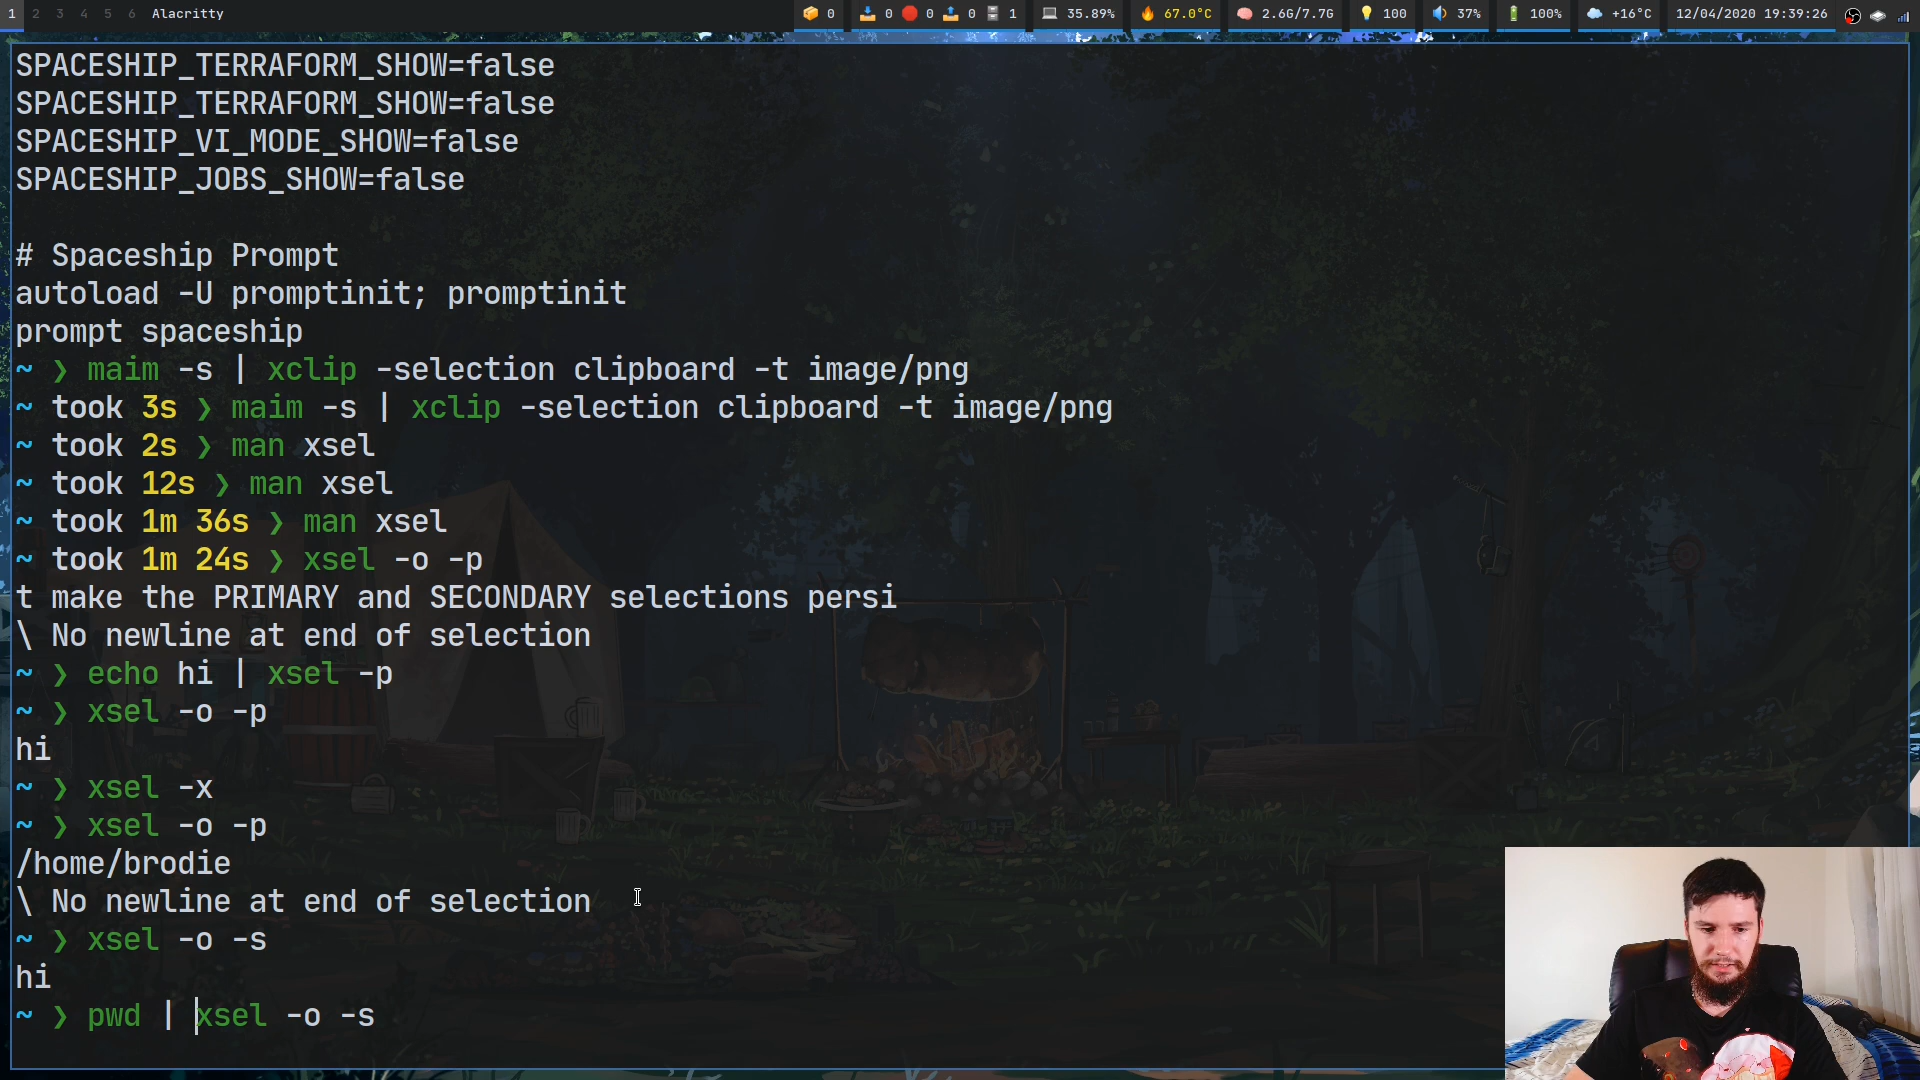 1 2 3 4 5 6 Alacritty 0 0 0 0 1 35.89% 67.0°C 2.6G/7.7G 100 37% 100% +16°C 12/04/2020 19:39:26
SPACESHIP_TERRAFORM_SHOW=false
SPACESHIP_TERRAFORM_SHOW=false
SPACESHIP_VI_MODE_SHOW=false
SPACESHIP_JOBS_SHOW=false
# Spaceship Prompt
autoload -U promptinit; promptinit
prompt spaceship
~ ❯ maim -s | xclip -selection clipboard -t image/png
~ took 3s ❯ maim -s | xclip -selection clipboard -t image/png
~ took 2s ❯ man xsel
~ took 12s ❯ man xsel
~ took 1m 36s ❯ man xsel
~ took 1m 24s ❯ xsel -o -p
t make the PRIMARY and SECONDARY selections persi
\ No newline at end of selection
~ ❯ echo hi | xsel -p
~ ❯ xsel -o -p
hi
~ ❯ xsel -x
~ ❯ xsel -o -p
/home/brodie
\ No newline at end of selection
~ ❯ xsel -o -s
hi
~ ❯ pwd | xsel -o -s